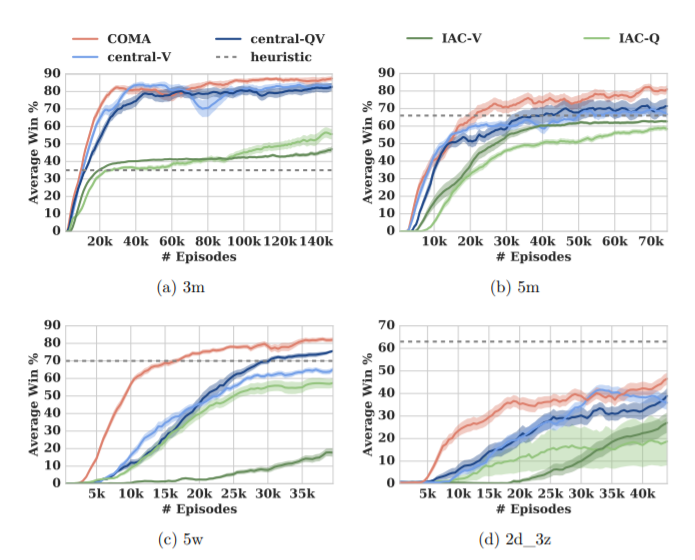 COMA central-QV IAC-V IAC-Q
central-V heuristic
90 90
80 80
70 70
60 60
50 50
40 40
30 30
20 20
10 10
0 0
Average Win % Average Win %
20k 40k 60k 80k 100k 120k 140k 10k 20k 30k 40k 50k 60k 70k
# Episodes # Episodes
(a) 3m (b) 5m
90 70
80 60
70 50
60 40
50 30
40 20
30 10
20 0
10
0
Average Win % Average Win %
5k 10k 15k 20k 25k 30k 35k 5k 10k 15k 20k 25k 30k 35k 40k
# Episodes # Episodes
(c) 5w (d) 2d_3z